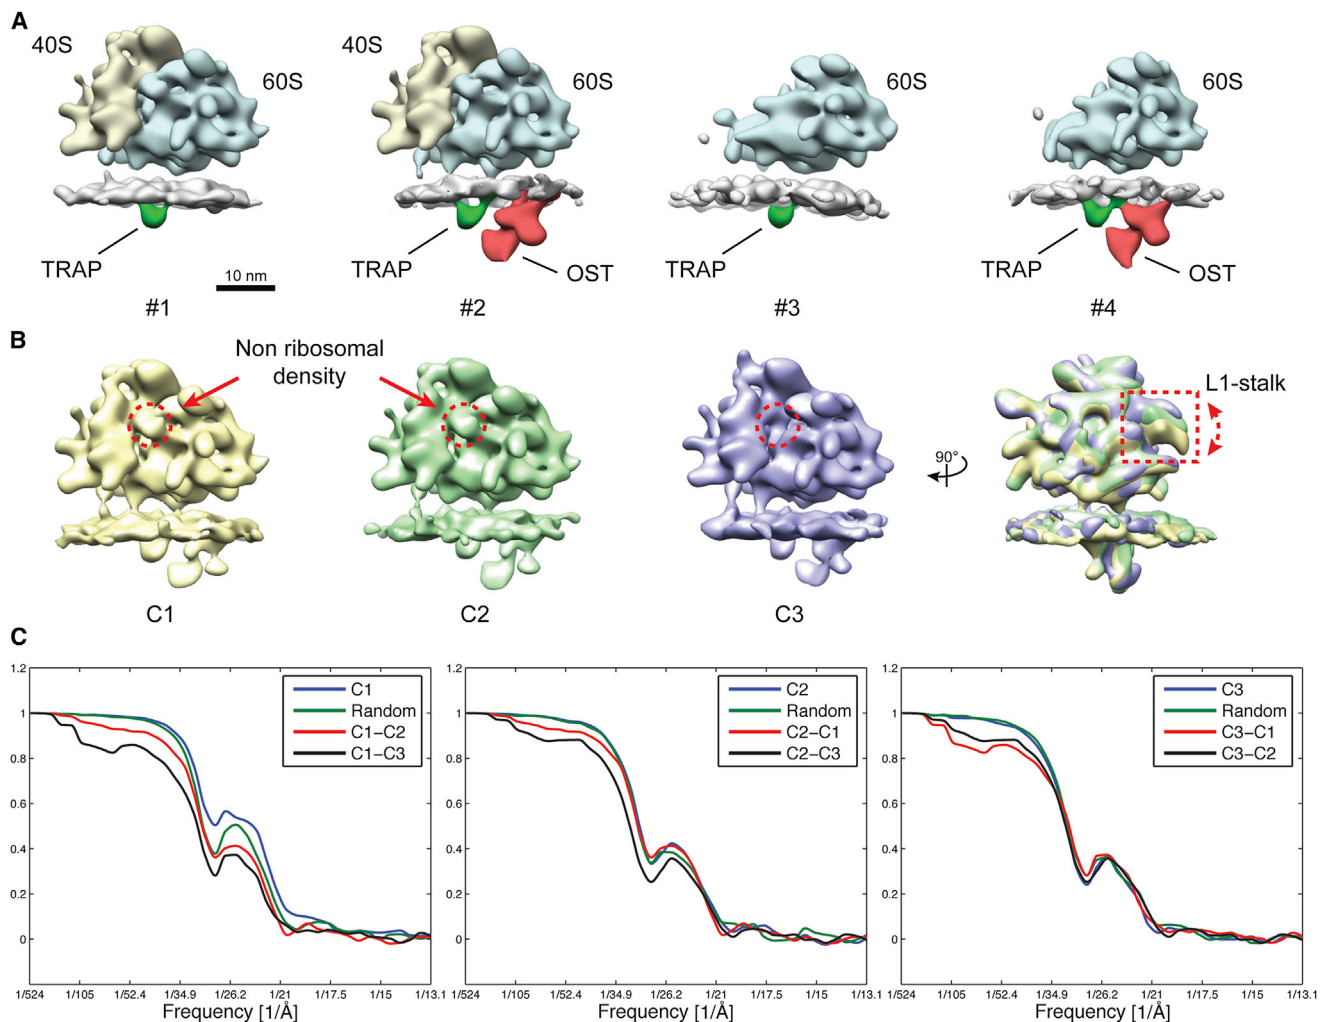 A
40S
60S
40S
60S
60S
60S
TRAP
10 nm
TRAP
OST
TRAP
TRAP
OST
#1
#2
#3
#4
B
Non ribosomal
density
L1-stalk
90°
C1
C2
C3
C
1.2
1
0.8
0.6
0.4
0.2
0
C1
Random
C1–C2
C1–C3
1/524 1/105 1/52.4 1/34.9 1/26.2 1/21 1/17.5 1/15 1/13.1
Frequency [1/Å]
1.2
1
0.8
0.6
0.4
0.2
0
C2
Random
C2–C1
C2–C3
1/524 1/105 1/52.4 1/34.9 1/26.2 1/21 1/17.5 1/15 1/13.1
Frequency [1/Å]
1.2
1
0.8
0.6
0.4
0.2
0
C3
Random
C3–C1
C3–C2
1/524 1/105 1/52.4 1/34.9 1/26.2 1/21 1/17.5 1/15 1/13.1
Frequency [1/Å]